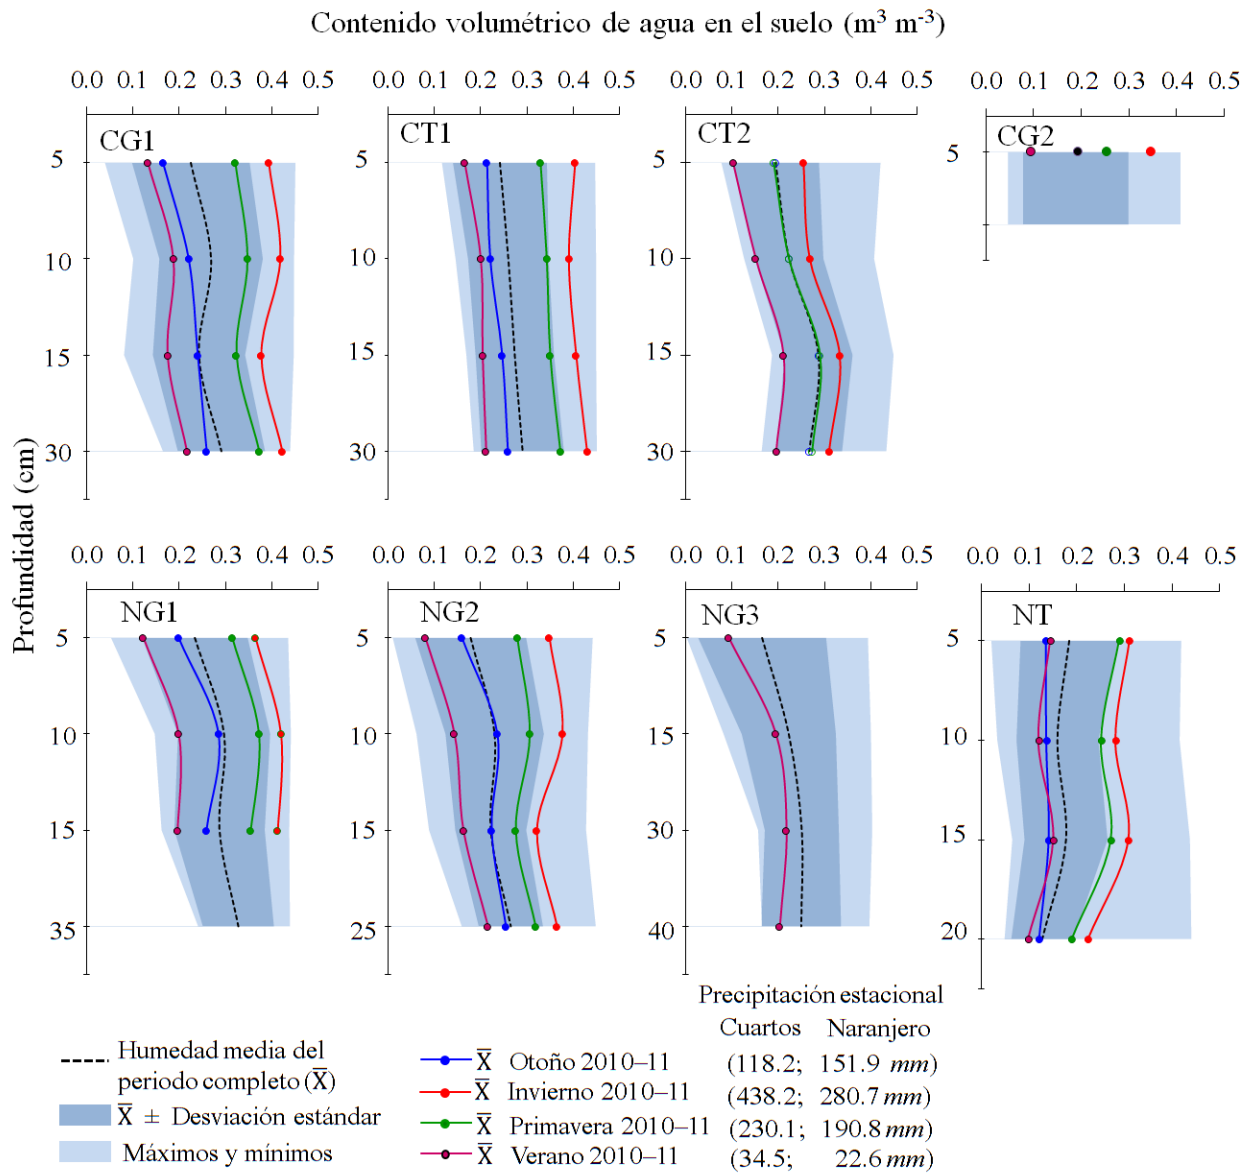 Contenido volumétrico de agua en el suelo (m³ m⁻³)
0.0 0.1 0.2 0.3 0.4 0.5
0.0 0.1 0.2 0.3 0.4 0.5
0.0 0.1 0.2 0.3 0.4 0.5
0.0 0.1 0.2 0.3 0.4 0.5
CG1
5
10
15
30
CT1
5
10
15
30
CT2
5
10
15
30
CG2
5
Profundidad (cm)
0.0 0.1 0.2 0.3 0.4 0.5
0.0 0.1 0.2 0.3 0.4 0.5
0.0 0.1 0.2 0.3 0.4 0.5
0.0 0.1 0.2 0.3 0.4 0.5
NG1
5
10
15
35
NG2
5
10
15
25
NG3
5
15
30
40
NT
5
10
15
20
Humedad media del
periodo completo (X̅)
X̅ ± Desviación estándar
Máximos y mínimos
Precipitación estacional
Cuartos Naranjero
X̅ Otoño 2010–11 (118.2; 151.9 mm)
X̅ Invierno 2010–11 (438.2; 280.7 mm)
X̅ Primavera 2010–11 (230.1; 190.8 mm)
X̅ Verano 2010–11 (34.5; 22.6 mm)